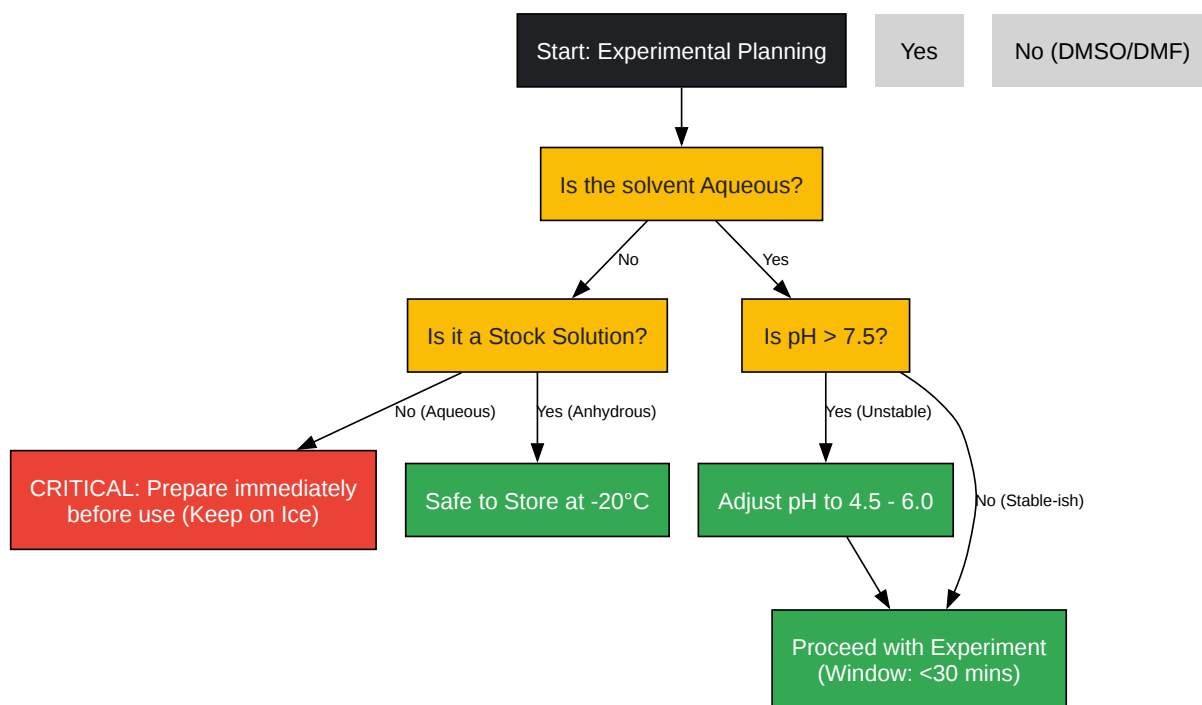 Start: Experimental Planning
Yes
No (DMSO/DMF)
Is the solvent Aqueous?
No
Yes
Is it a Stock Solution?
Is pH > 7.5?
No (Aqueous)
Yes (Anhydrous)
Yes (Unstable)
CRITICAL: Prepare immediately
before use (Keep on Ice)
Safe to Store at -20°C
Adjust pH to 4.5 - 6.0
No (Stable-ish)
Proceed with Experiment
(Window: <30 mins)